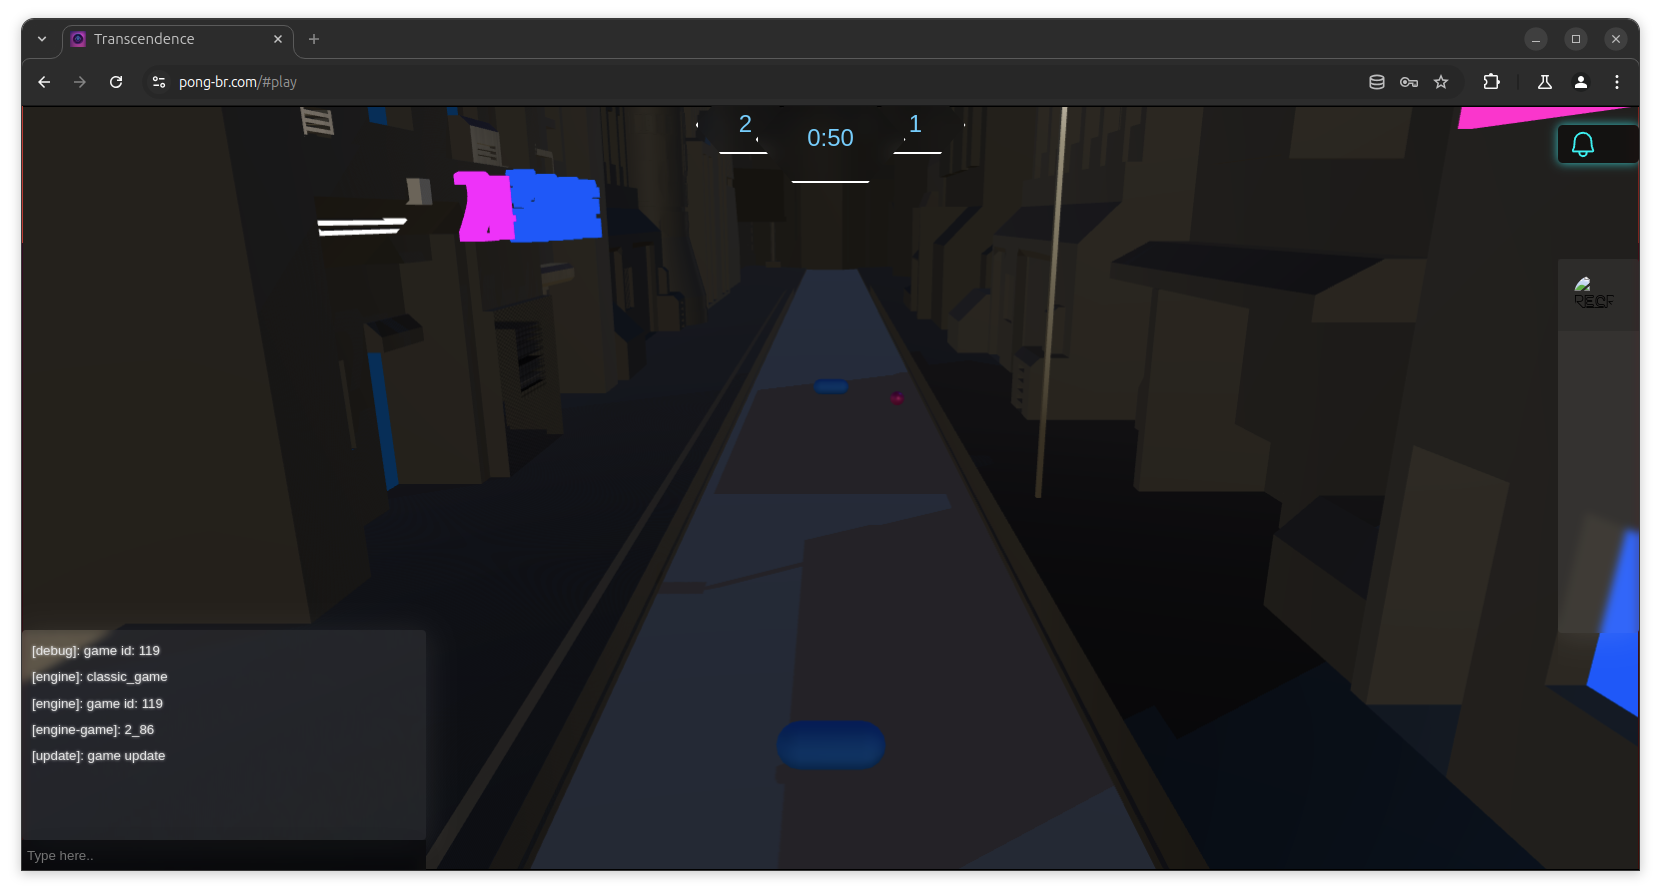 Transcendence
pong-br.com/#play
2
0:50
1
[debug]: game id: 119
[engine]: classic_game
[engine]: game id: 119
[engine-game]: 2_86
[update]: game update
Type here..